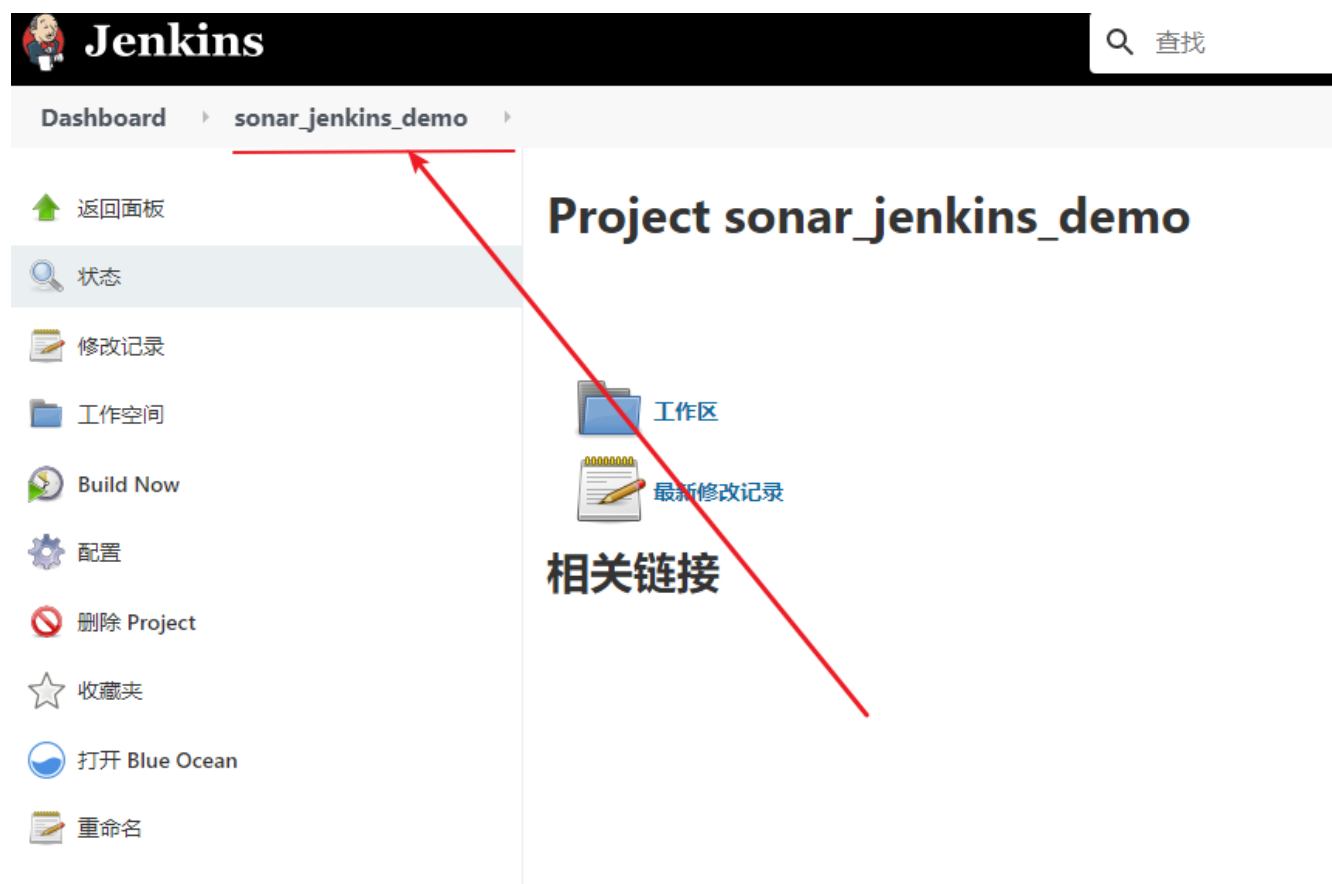 Jenkins
查找
Dashboard
sonar_jenkins_demo
返回面板
状态
修改记录
工作空间
Build Now
配置
删除 Project
收藏夹
打开 Blue Ocean
重命名
Project sonar_jenkins_demo
工作区
最新修改记录
相关链接